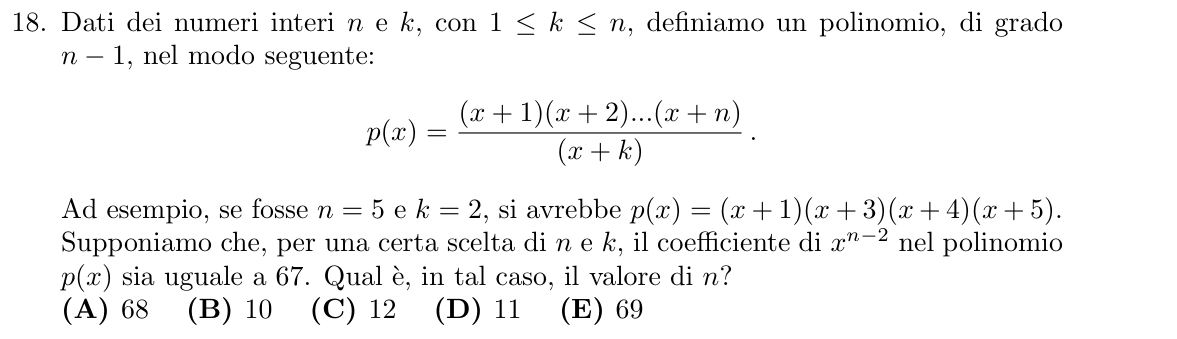 18. Dati dei numeri interi n e k, con 1 ≤ k ≤ n, definiamo un polinomio, di grado
n − 1, nel modo seguente:
p(x) = (x + 1)(x + 2)...(x + n) / (x + k) .
Ad esempio, se fosse n = 5 e k = 2, si avrebbe p(x) = (x + 1)(x + 3)(x + 4)(x + 5).
Supponiamo che, per una certa scelta di n e k, il coefficiente di xⁿ⁻² nel polinomio
p(x) sia uguale a 67. Qual è, in tal caso, il valore di n?
(A) 68 (B) 10 (C) 12 (D) 11 (E) 69